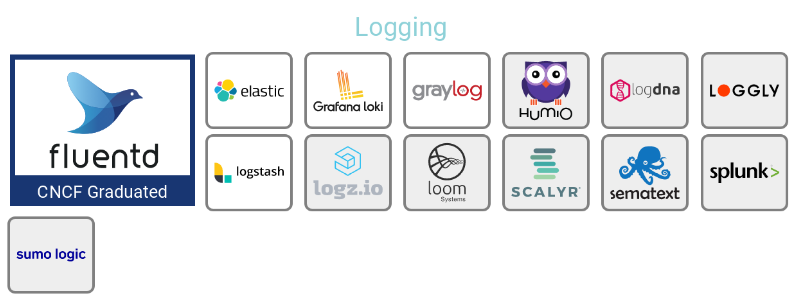 Logging
fluentd
CNCF Graduated
elastic
Grafana loki
graylog
HUMIO
logdna
LOGGLY
logstash
logz.io
loom
Systems
SCALYR
sematext
splunk>
sumo logic